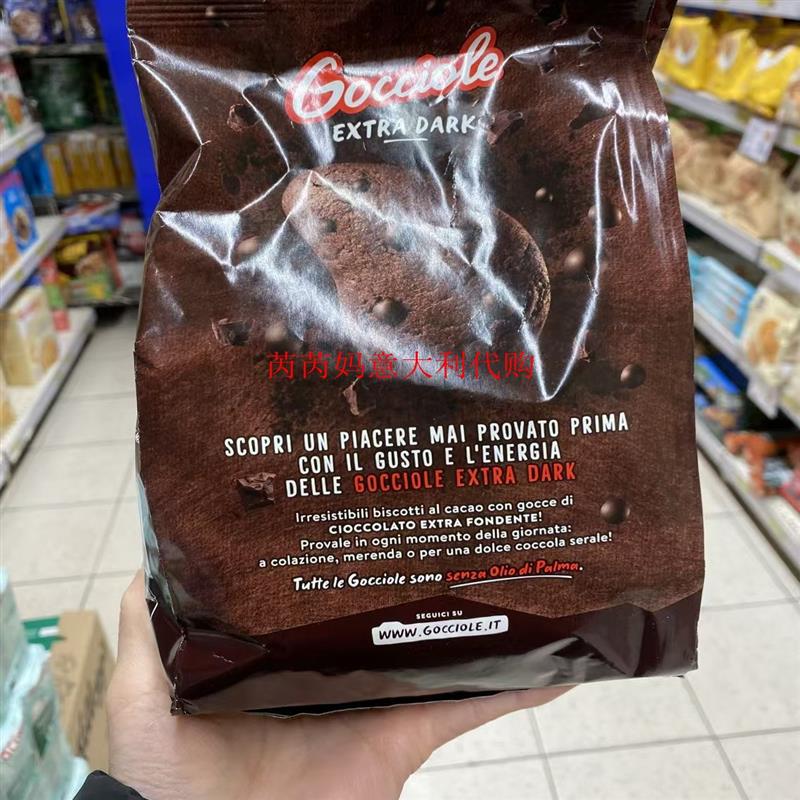 Gocciole
EXTRA DARK
芮芮妈意大利代购
SCOPRI UN PIACERE MAI PROVATO PRIMA
CON IL GUSTO E L'ENERGIA
DELLE GOCCIOLE EXTRA DARK
Irresistibili biscotti al cacao con gocce di
CIOCCOLATO EXTRA FONDENTE!
Provale in ogni momento della giornata:
a colazione, merenda o per una dolce coccola serale!
Tutte le Gocciole sono senza Olio di Palma.
SEGUICI SU
WWW.GOCCIOLE.IT